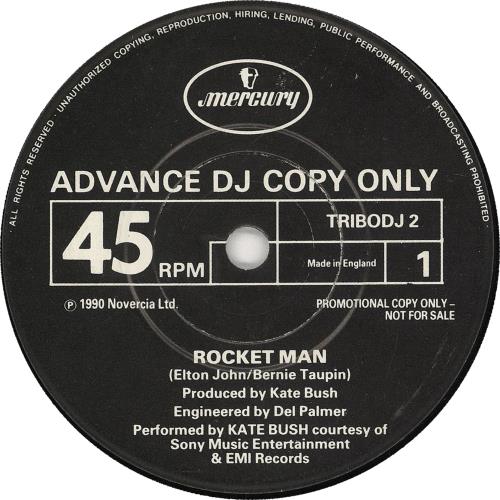 · ALL RIGHTS RESERVED · UNAUTHORIZED COPYING, REPRODUCTION, HIRING, LENDING, PUBLIC PERFORMANCE AND BROADCASTING PROHIBITED ·
mercury
ADVANCE DJ COPY ONLY
45 RPM
TRIBODJ 2
Made in England
1
℗ 1990 Novercia Ltd.
PROMOTIONAL COPY ONLY –
NOT FOR SALE
ROCKET MAN
(Elton John/Bernie Taupin)
Produced by Kate Bush
Engineered by Del Palmer
Performed by KATE BUSH courtesy of
Sony Music Entertainment
& EMI Records